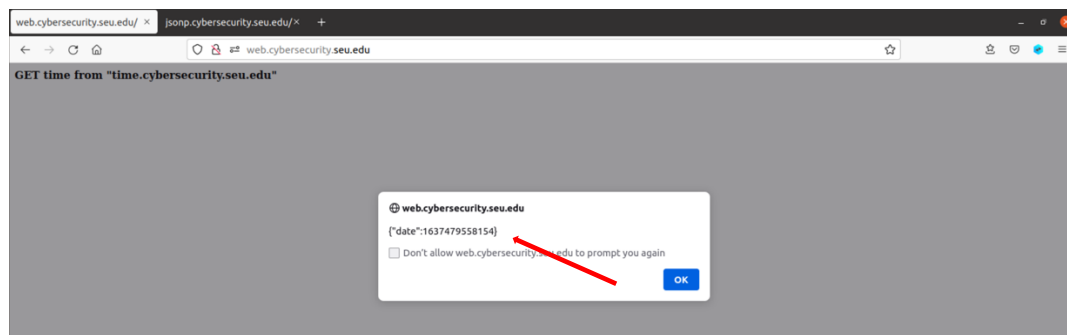 web.cybersecurity.seu.edu/ × jsonp.cybersecurity.seu.edu/× +
web.cybersecurity.seu.edu
GET time from "time.cybersecurity.seu.edu"
web.cybersecurity.seu.edu
{"date":1637479558154}
Don't allow web.cybersecurity.seu.edu to prompt you again
OK